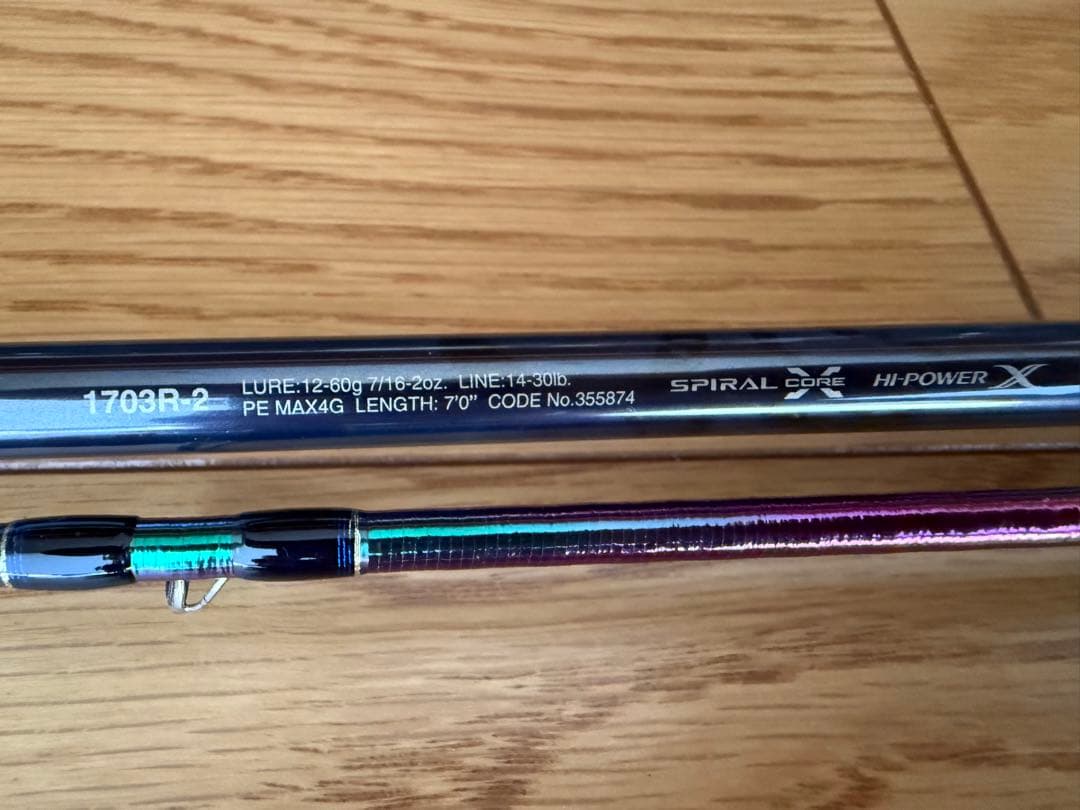 1703R-2
LURE:12-60g 7/16-2oz. LINE:14-30lb.
PE MAX4G LENGTH: 7'0" CODE No.355874
SPIRAL X CORE
HI-POWER X